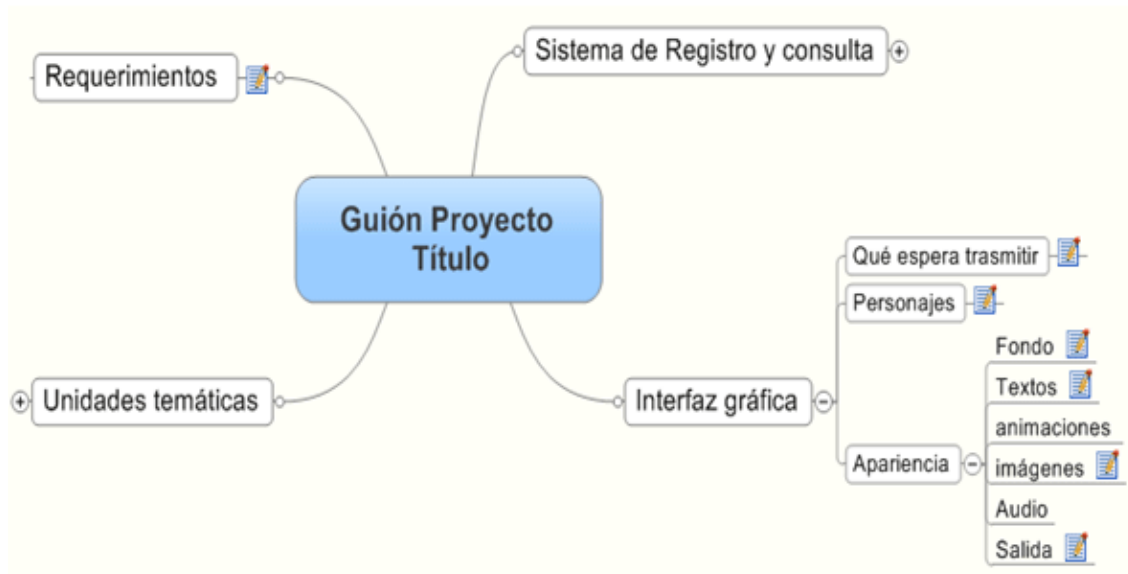 Sistema de Registro y consulta
Requerimientos
Guión Proyecto
Título
Qué espera trasmitir
Personajes
Fondo
Textos
Unidades temáticas
Interfaz gráfica
animaciones
Apariencia
imágenes
Audio
Salida